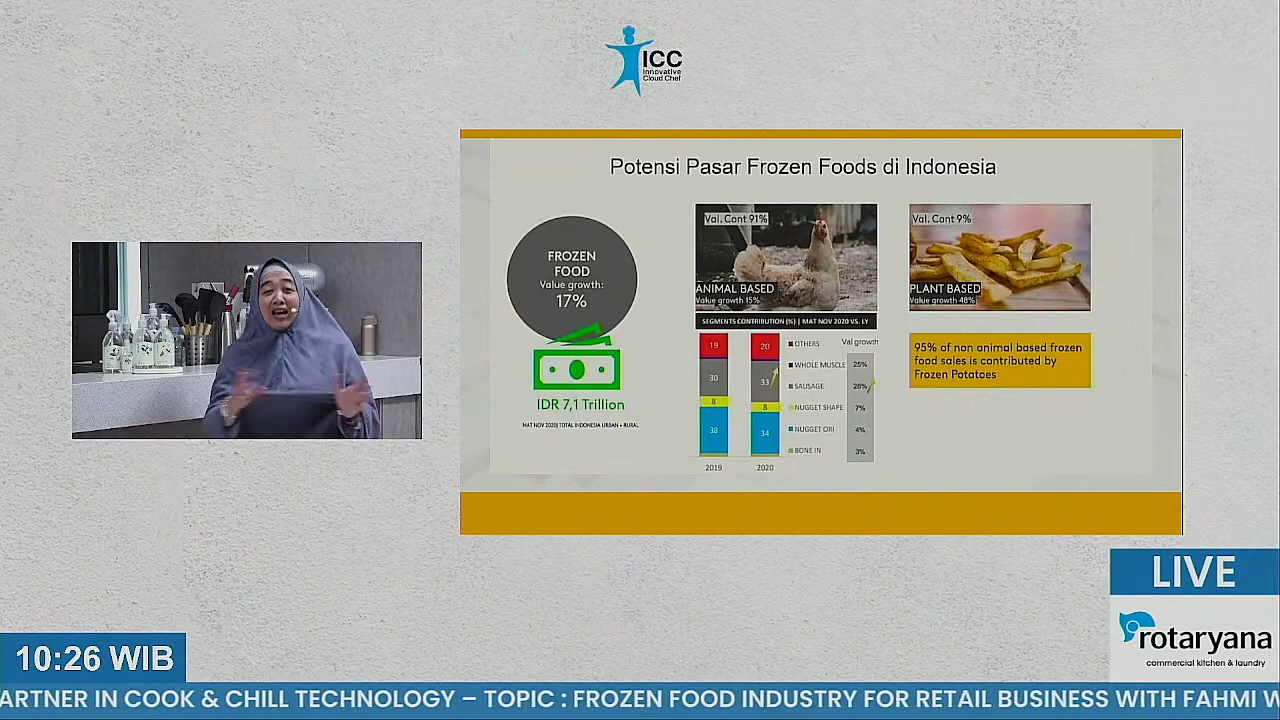 ICC
Innovative
Cloud Chef
Potensi Pasar Frozen Foods di Indonesia
FROZEN
FOOD
Value growth:
17%
IDR 7,1 Trillion
MAT NOV 2020| TOTAL INDONESIA URBAN + RURAL
Val. Cont 91%
ANIMAL BASED
Value growth 15%
SEGMENTS CONTRIBUTION (%) | MAT NOV 2020 VS. LY
Val growth
19
20
OTHERS
WHOLE MUSCLE
25%
30
33
SAUSAGE
26%
8
8
NUGGET SHAPE
7%
38
34
NUGGET ORI
4%
BONE IN
3%
2019
2020
Val. Cont 9%
PLANT BASED
Value growth 48%
95% of non animal based frozen
food sales is contributed by
Frozen Potatoes
LIVE
rotaryana
commercial kitchen & laundry
10:26 WIB
ARTNER IN COOK & CHILL TECHNOLOGY – TOPIC : FROZEN FOOD INDUSTRY FOR RETAIL BUSINESS WITH FAHMI W